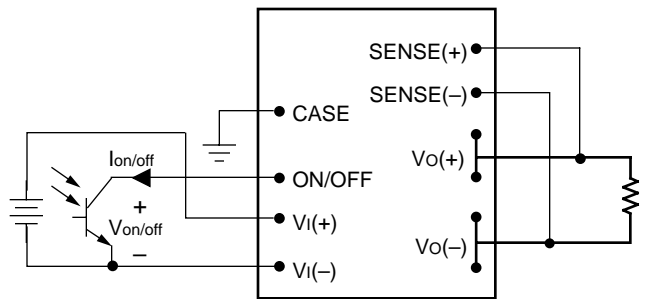 SENSE(+)
SENSE(–)
CASE
Ion/off
ON/OFF
VO(+)
+
Von/off
VI(+)
–
VO(–)
VI(–)